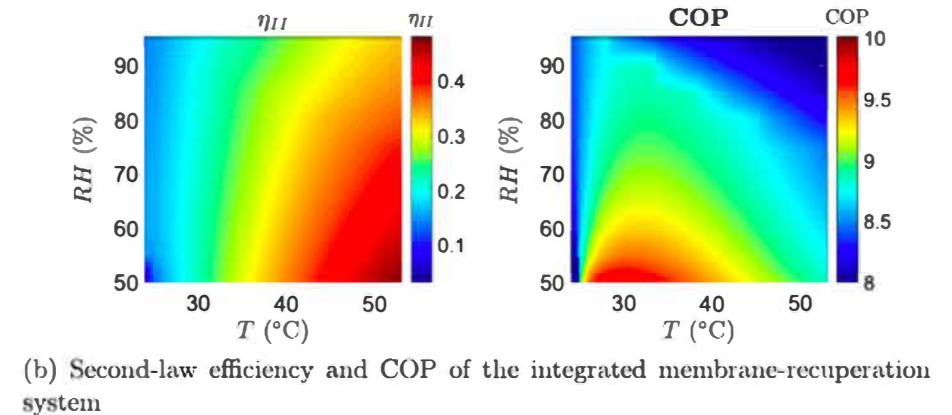 η_II η_II
90
80
70
60
50
RH (%)
30 40 50
T (°C)
0.4
0.3
0.2
0.1
COP COP
90
80
70
60
50
RH (%)
30 40 50
T (°C)
10
9.5
9
8.5
8
(b) Second-law efficiency and COP of the integrated membrane-recuperation
system